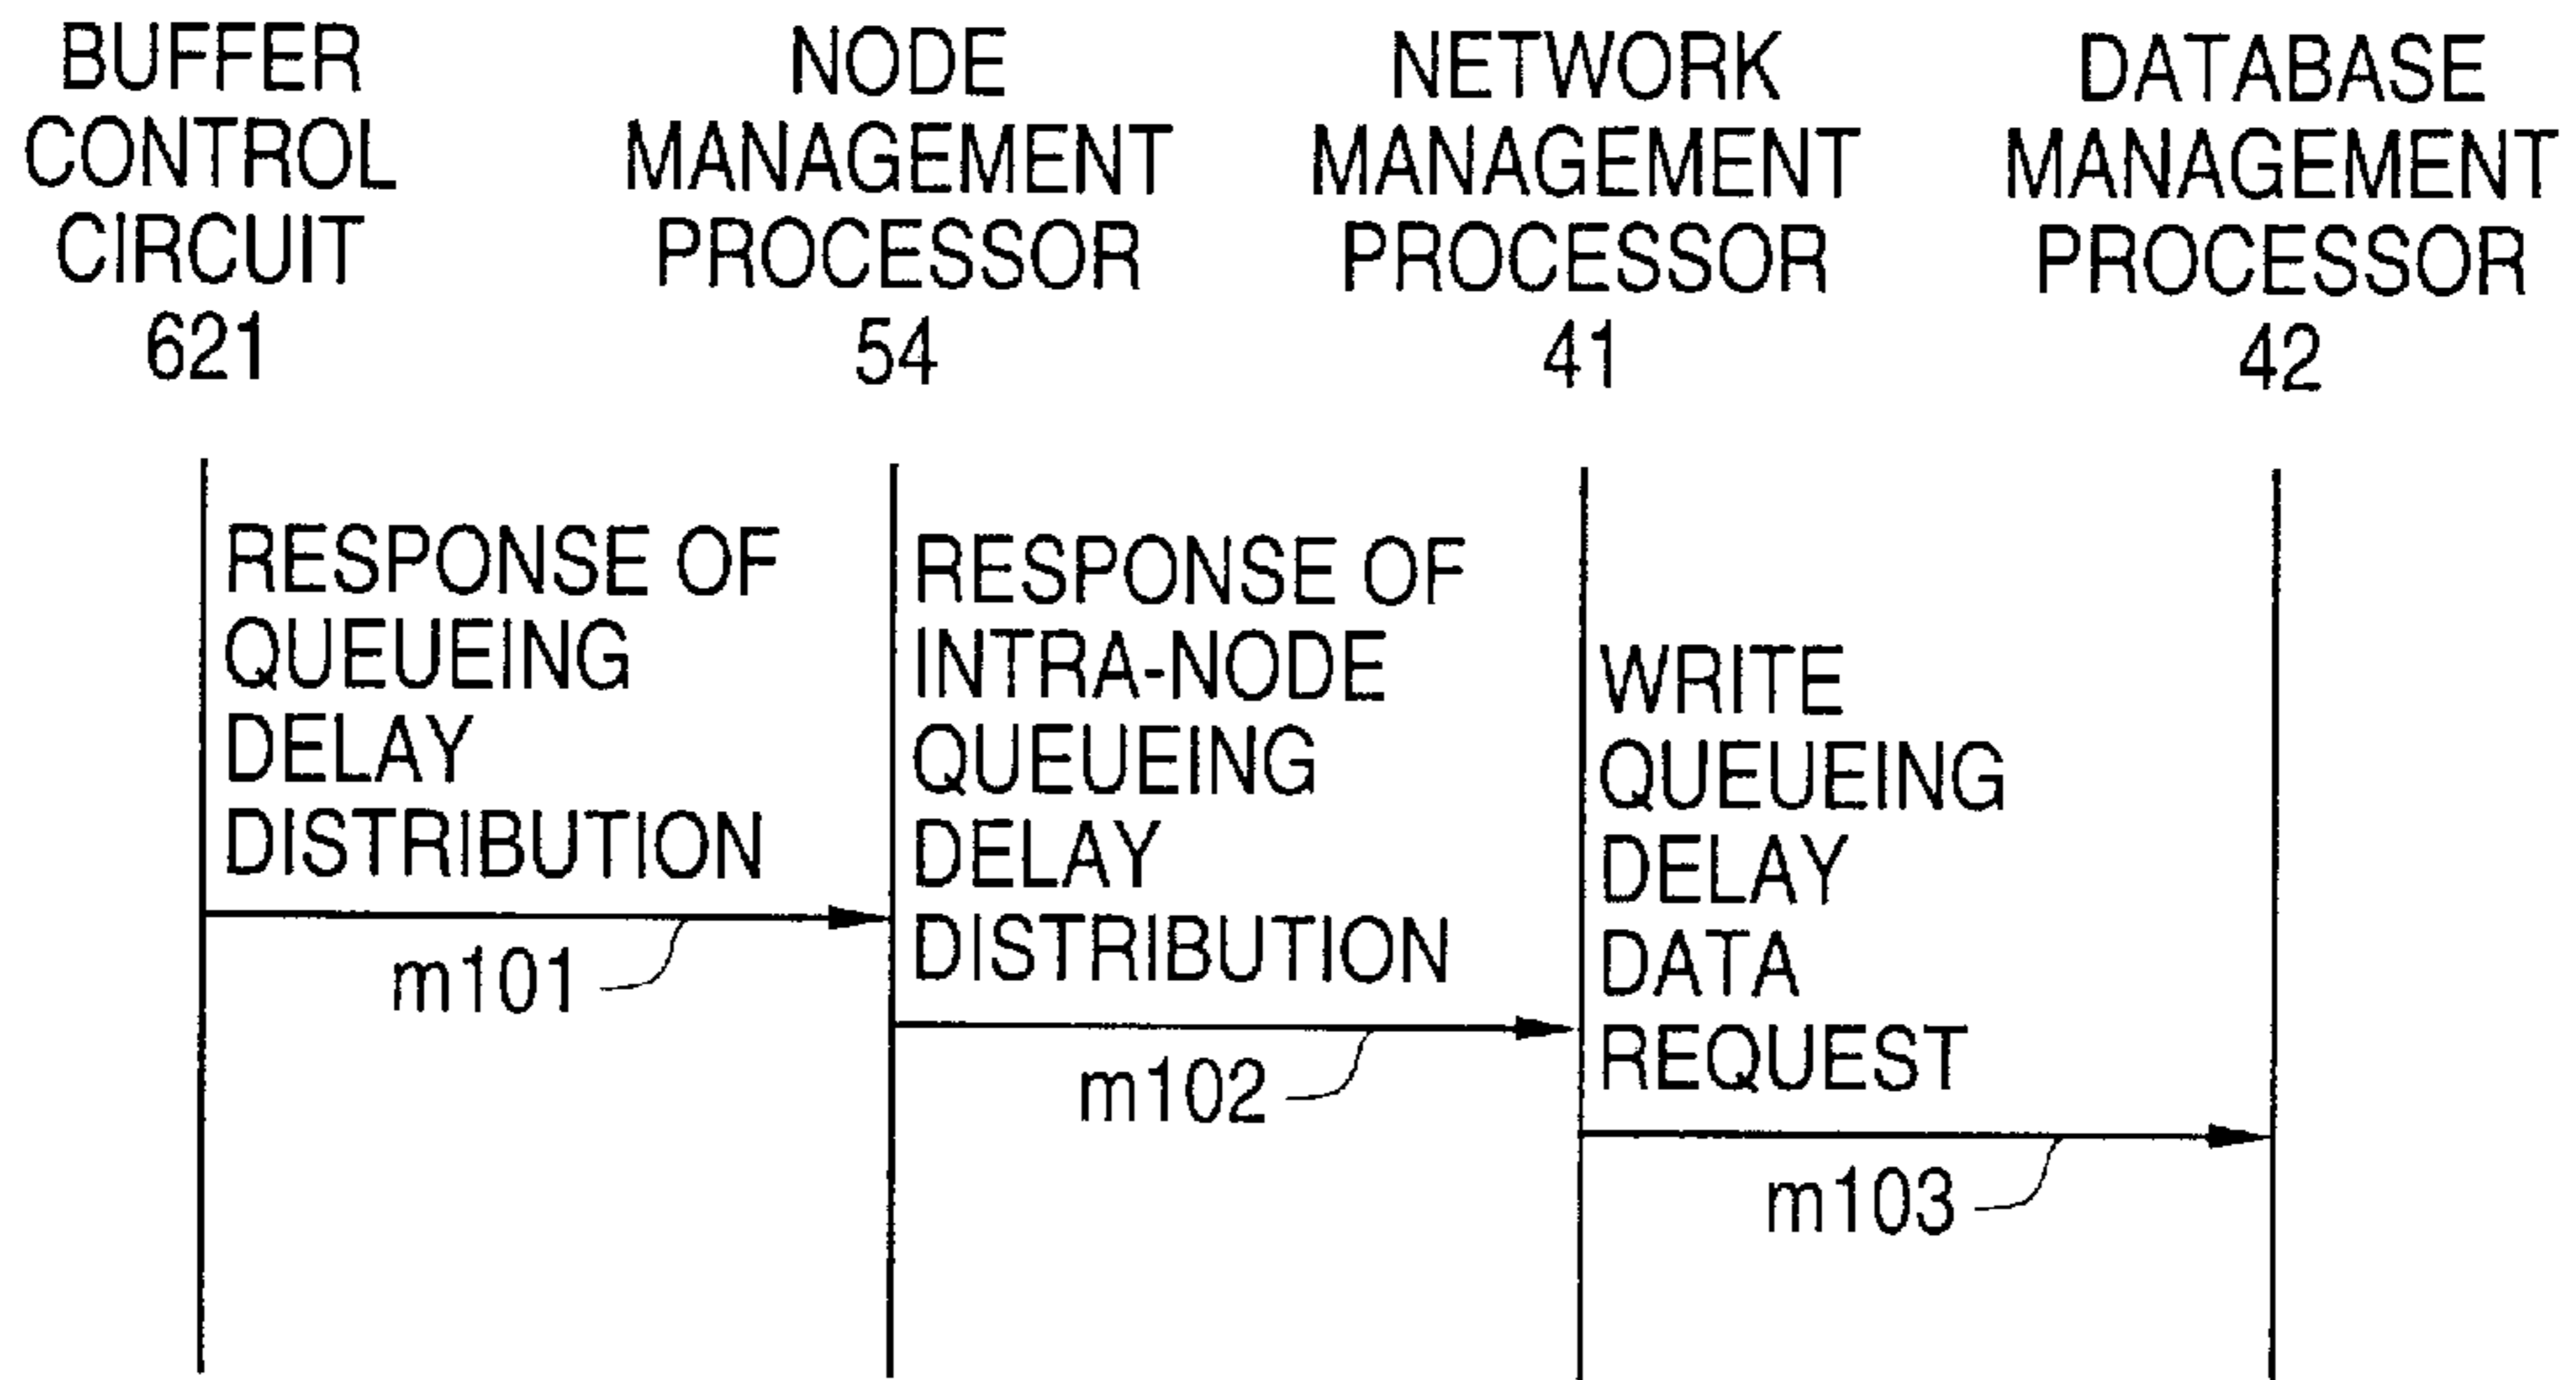 BUFFER
CONTROL
CIRCUIT
621
NODE
MANAGEMENT
PROCESSOR
54
NETWORK
MANAGEMENT
PROCESSOR
41
DATABASE
MANAGEMENT
PROCESSOR
42
RESPONSE OF
QUEUEING
DELAY
DISTRIBUTION
m101
RESPONSE OF
INTRA-NODE
QUEUEING
DELAY
DISTRIBUTION
m102
WRITE
QUEUEING
DELAY
DATA
REQUEST
m103